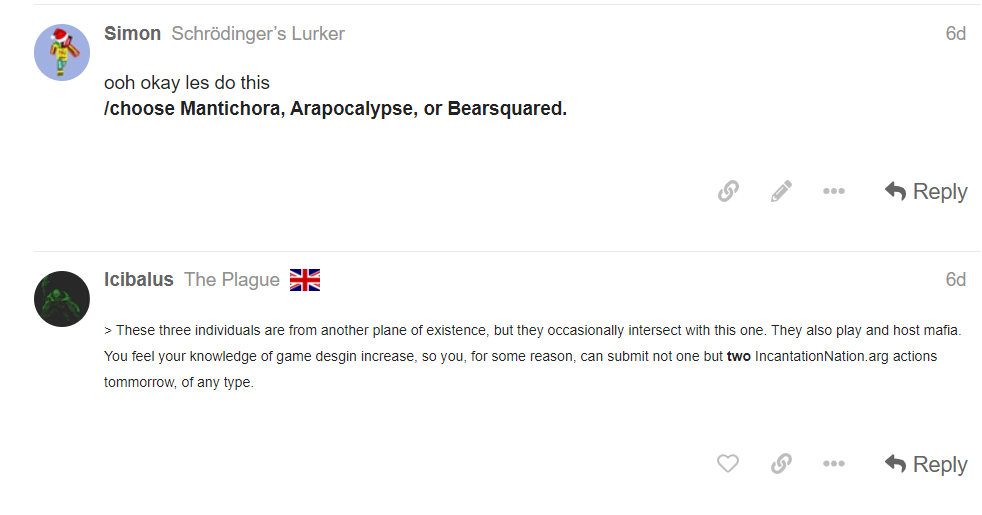 Simon Schrödinger’s Lurker 6d
ooh okay les do this
/choose Mantichora, Arapocalypse, or Bearsquared.
Reply
Icibalus The Plague 6d
> These three individuals are from another plane of existence, but they occasionally intersect with this one. They also play and host mafia.
You feel your knowledge of game desgin increase, so you, for some reason, can submit not one but two IncantationNation.arg actions
tommorrow, of any type.
Reply